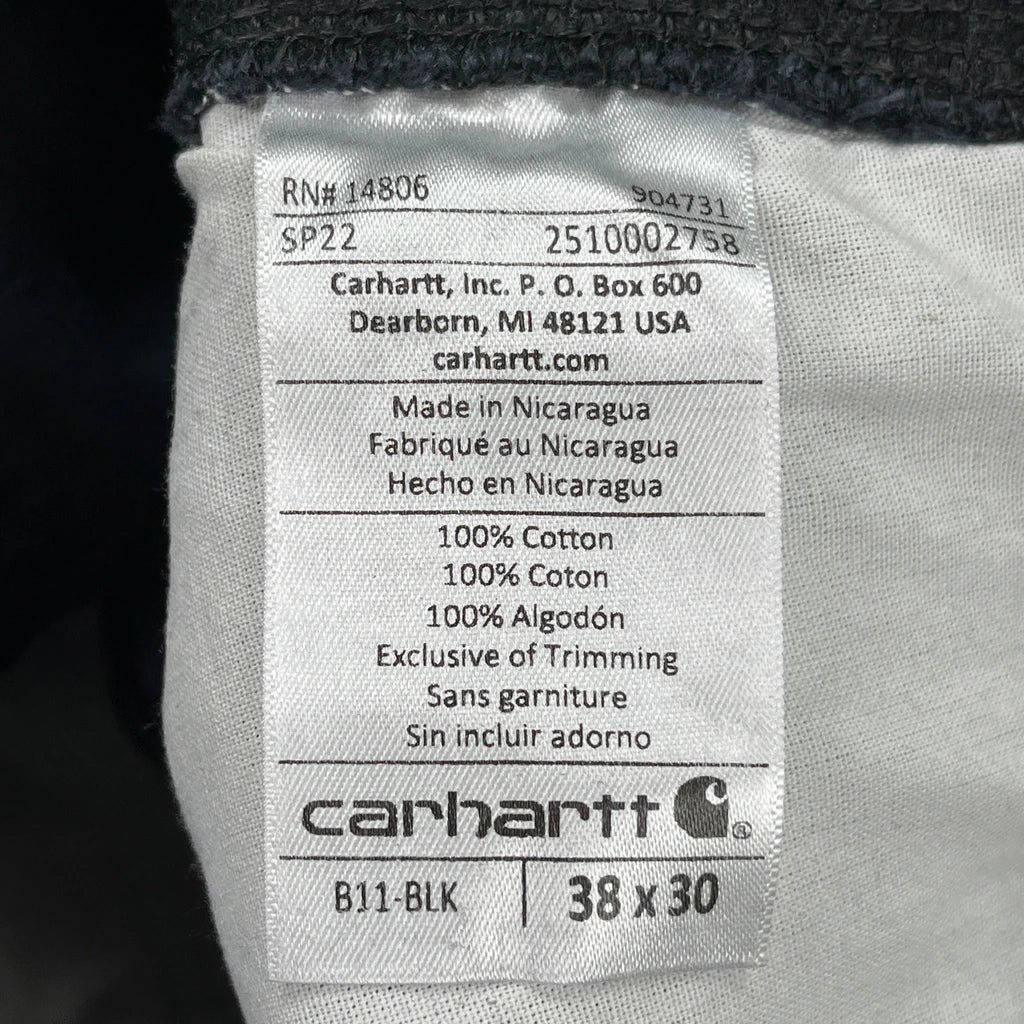 RN# 14806 904731
SP22 2510002758
Carhartt, Inc. P. O. Box 600
Dearborn, MI 48121 USA
carhartt.com
Made in Nicaragua
Fabriqué au Nicaragua
Hecho en Nicaragua
100% Cotton
100% Coton
100% Algodón
Exclusive of Trimming
Sans garniture
Sin incluir adorno
carhartt ®
B11-BLK 38 x 30